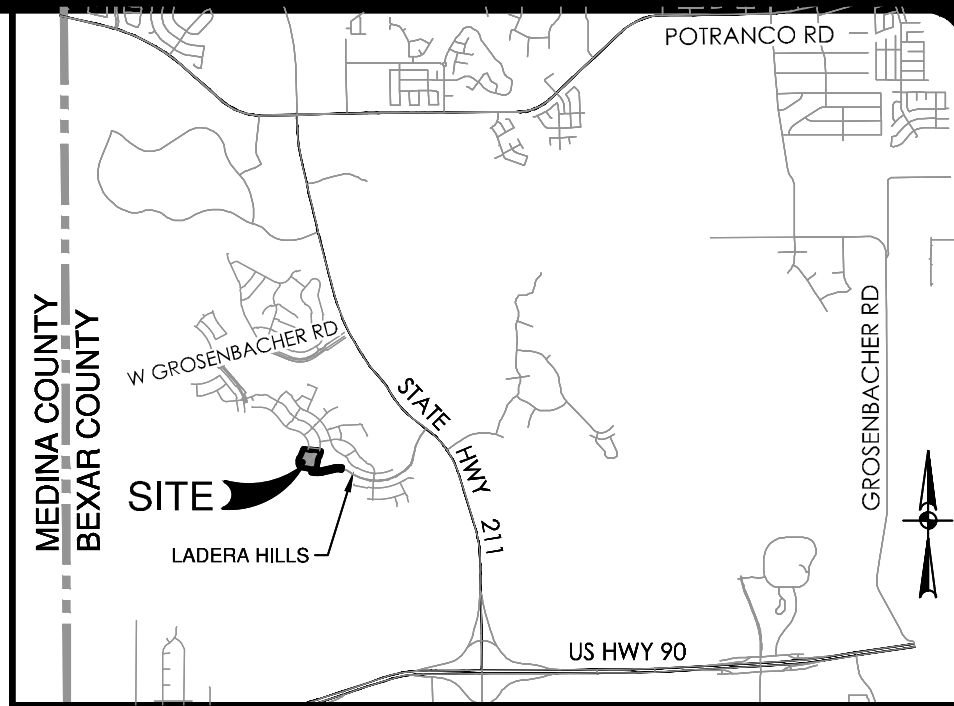 POTRANCO RD
MEDINA COUNTY
BEXAR COUNTY
W GROSENBACHER RD
GROSENBACHER RD
STATE HWY 211
SITE
LADERA HILLS
US HWY 90